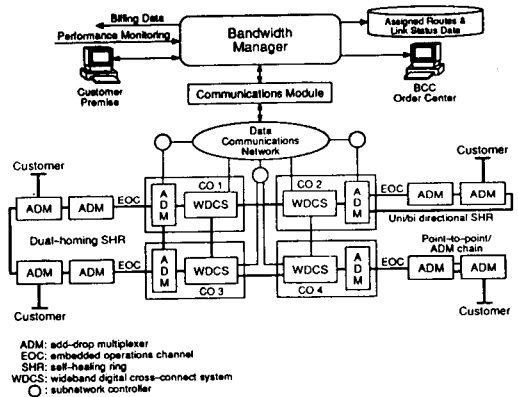 Billing Data
Performance Monitoring
Bandwidth
Manager
Assigned Routes &
Link Status Data
Customer
Premise
BCC
Order Center
Communications Module
Data
Communications
Network
Customer
Customer
CO 1
CO 2
ADM
ADM
EOC
ADM
WDCS
WDCS
ADM
EOC
ADM
ADM
Uni/bi directional SHR
Dual-homing SHR
Point-to-point/
ADM chain
ADM
ADM
EOC
ADM
WDCS
WDCS
ADM
EOC
ADM
ADM
CO 3
CO 4
Customer
Customer
ADM: add-drop multiplexer
EOC: embedded operations channel
SHR: self-healing ring
WDCS: wideband digital cross-connect system
: subnetwork controller